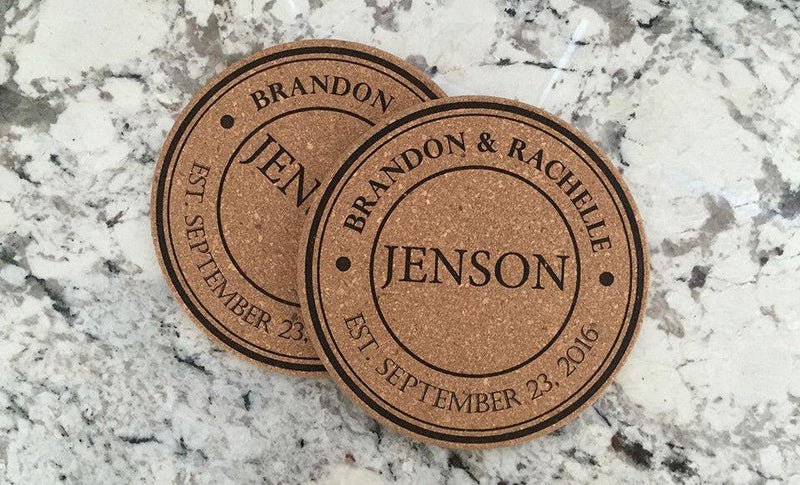 BRANDON
JEN
EST. SEPTEMBER 23,
BRANDON & RACHELLE
JENSON
EST. SEPTEMBER 23, 2016